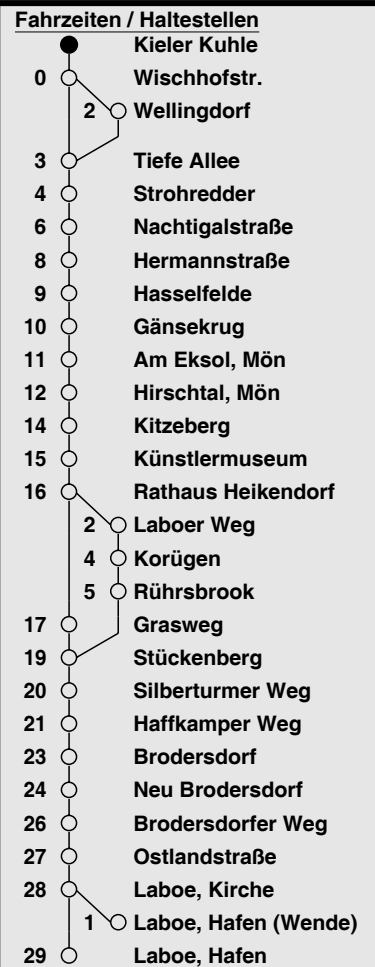 Fahrzeiten / Haltestellen
Kieler Kuhle
0 Wischhofstr.
2 Wellingdorf
3 Tiefe Allee
4 Strohredder
6 Nachtigalstraße
8 Hermannstraße
9 Hasselfelde
10 Gänsekrug
11 Am Eksol, Mön
12 Hirschtal, Mön
14 Kitzeberg
15 Künstlermuseum
16 Rathaus Heikendorf
2 Laboer Weg
4 Korügen
5 Rührsbrook
17 Grasweg
19 Stückenberg
20 Silberturmer Weg
21 Haffkamper Weg
23 Brodersdorf
24 Neu Brodersdorf
26 Brodersdorfer Weg
27 Ostlandstraße
28 Laboe, Kirche
1 Laboe, Hafen (Wende)
29 Laboe, Hafen